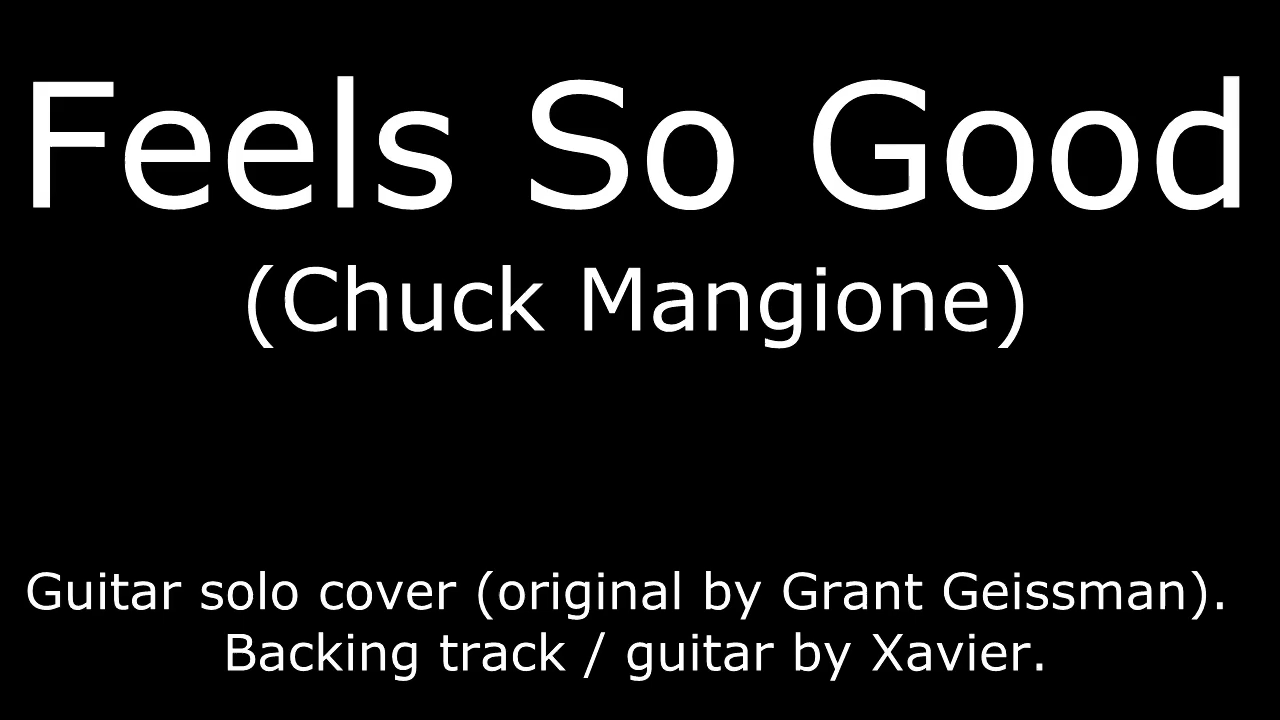 Feels So Good
(Chuck Mangione)
Guitar solo cover (original by Grant Geissman).
Backing track / guitar by Xavier.